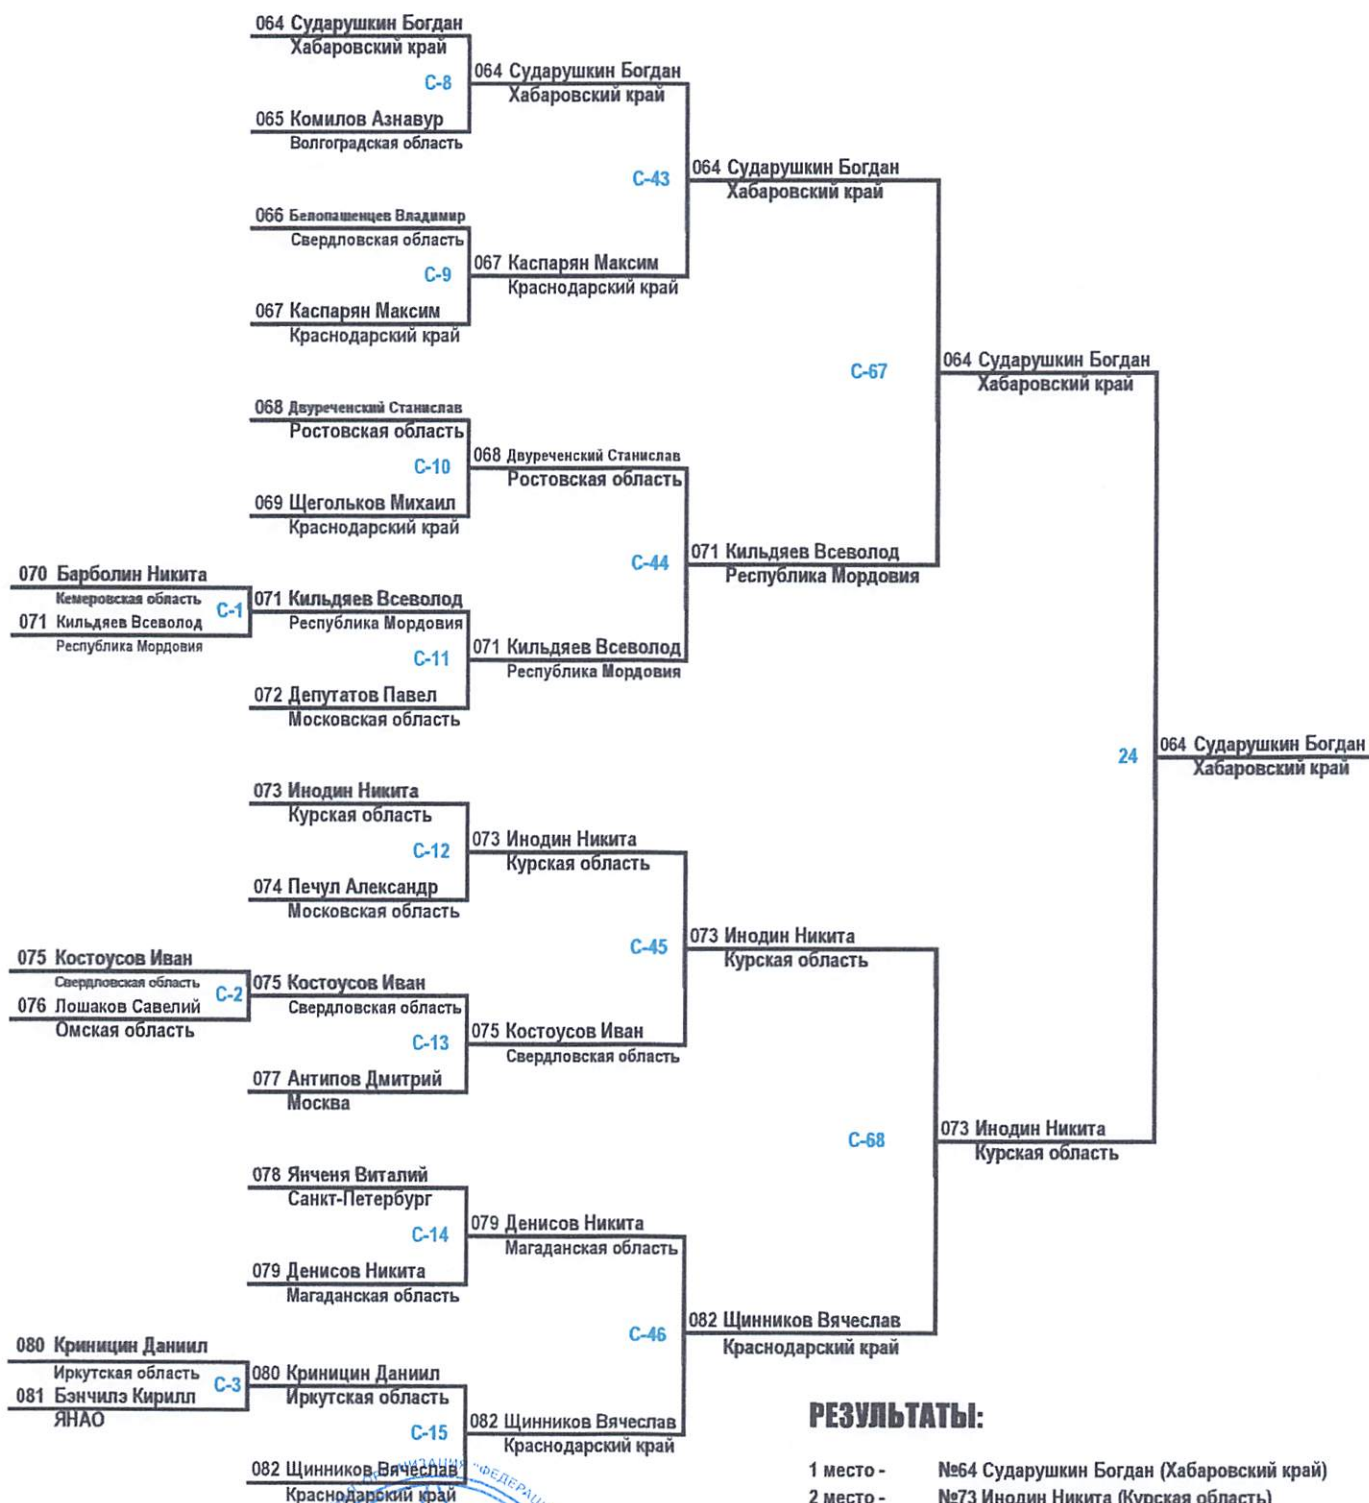 064 Сударушкин Богдан
Хабаровский край
С-8
065 Комилов Азнавур
Волгоградская область
064 Сударушкин Богдан
Хабаровский край
066 Белопашенцев Владимир
Свердловская область
С-9
067 Каспарян Максим
Краснодарский край
067 Каспарян Максим
Краснодарский край
С-43
064 Сударушкин Богдан
Хабаровский край
068 Двуреченский Станислав
Ростовская область
С-10
069 Щегольков Михаил
Краснодарский край
068 Двуреченский Станислав
Ростовская область
070 Барболин Никита
Кемеровская область
С-1
071 Кильдяев Всеволод
Республика Мордовия
071 Кильдяев Всеволод
Республика Мордовия
С-11
072 Депутатов Павел
Московская область
071 Кильдяев Всеволод
Республика Мордовия
С-44
071 Кильдяев Всеволод
Республика Мордовия
С-67
064 Сударушкин Богдан
Хабаровский край
073 Инодин Никита
Курская область
С-12
074 Печул Александр
Московская область
073 Инодин Никита
Курская область
075 Костоусов Иван
Свердловская область
С-2
076 Лошаков Савелий
Омская область
075 Костоусов Иван
Свердловская область
С-13
077 Антипов Дмитрий
Москва
075 Костоусов Иван
Свердловская область
С-45
073 Инодин Никита
Курская область
078 Янченя Виталий
Санкт-Петербург
С-14
079 Денисов Никита
Магаданская область
079 Денисов Никита
Магаданская область
080 Криницин Даниил
Иркутская область
С-3
081 Бэнчилэ Кирилл
ЯНАО
080 Криницин Даниил
Иркутская область
С-15
082 Щинников Вячеслав
Краснодарский край
082 Щинников Вячеслав
Краснодарский край
С-46
082 Щинников Вячеслав
Краснодарский край
С-68
073 Инодин Никита
Курская область
24
064 Сударушкин Богдан
Хабаровский край
РЕЗУЛЬТАТЫ:
1 место - №64 Сударушкин Богдан (Хабаровский край)
2 место - №73 Инодин Никита (Курская область)